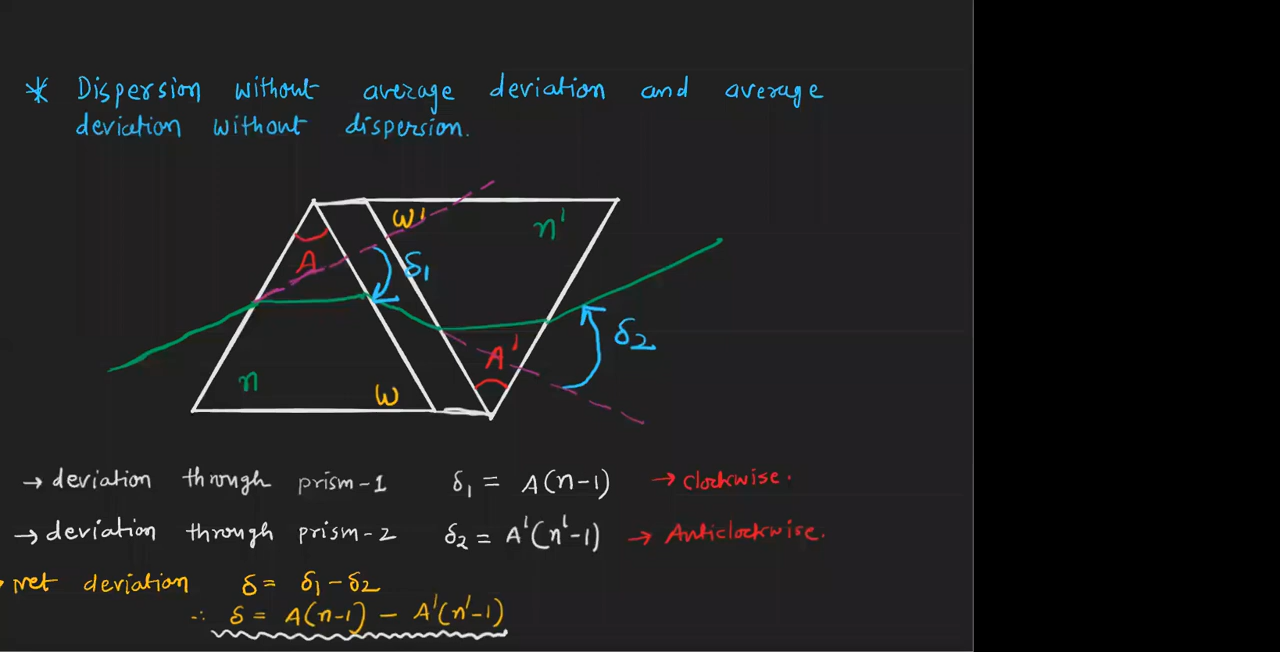 * Dispersion without average deviation and average
deviation without dispersion.
ω'
n'
A
δ₁
δ₂
A'
n
ω
→ deviation through prism-1 δ₁ = A(n-1) → clockwise.
→ deviation through prism-2 δ₂ = A'(n'-1) → Anticlockwise.
→ net deviation δ = δ₁ - δ₂
∴ δ = A(n-1) - A'(n'-1)